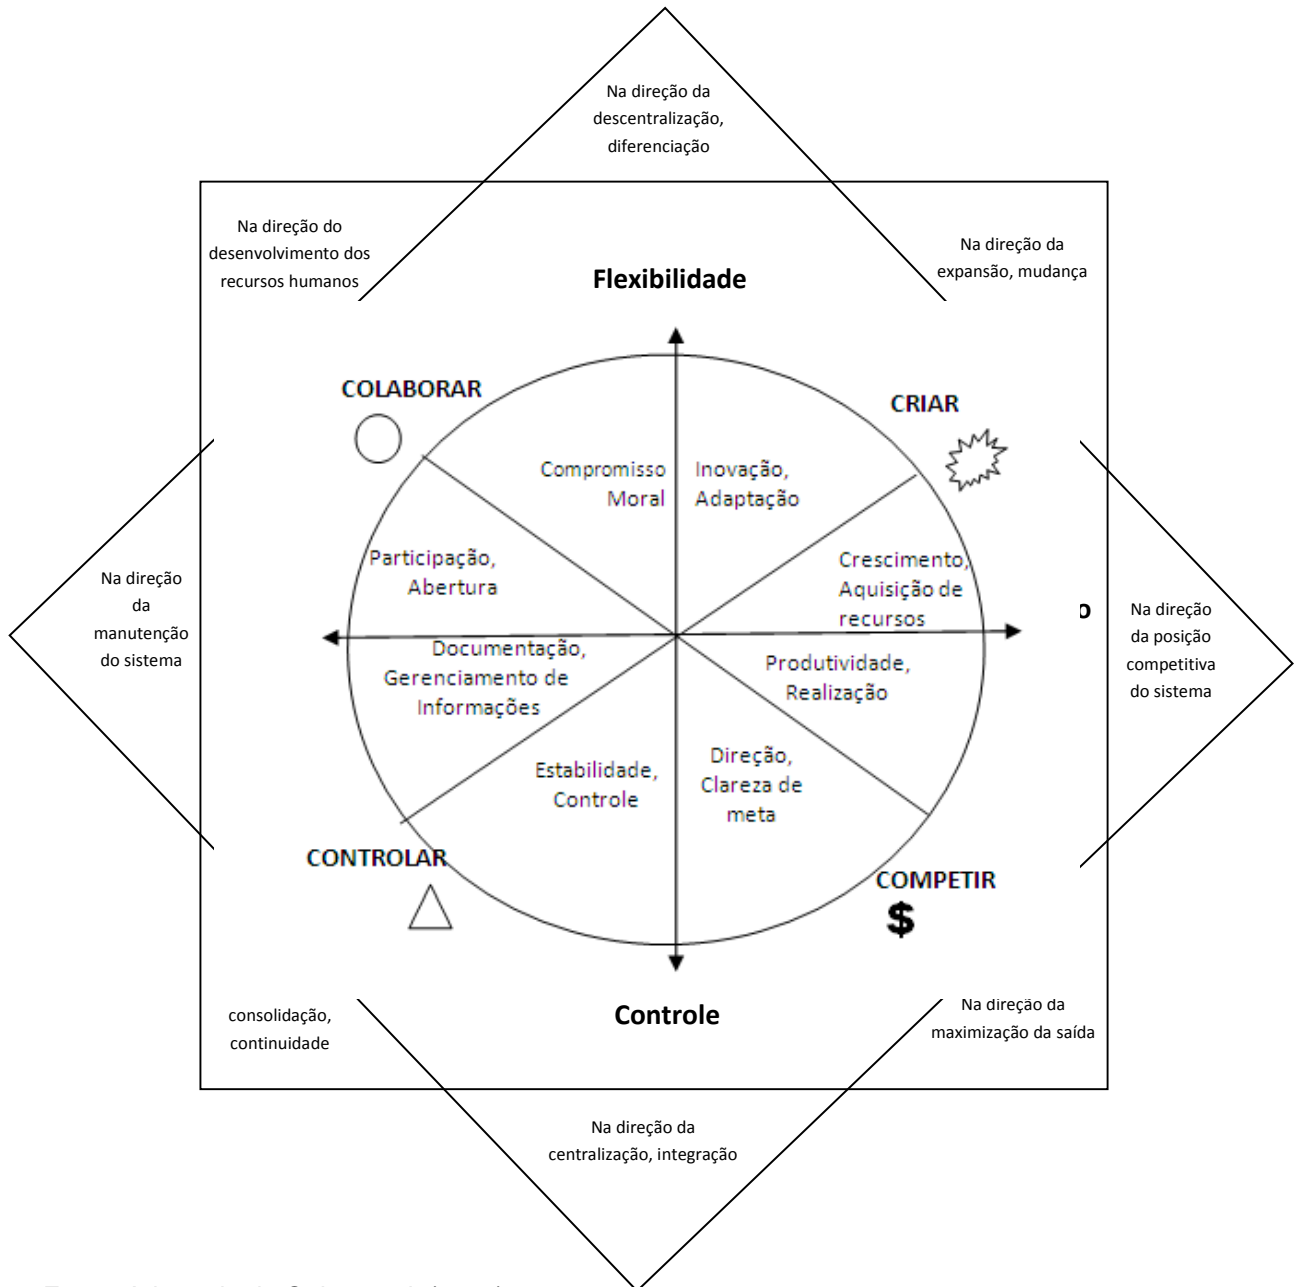 Na direção da
descentralização,
diferenciação
Na direção do
desenvolvimento dos
recursos humanos
Na direção da
expansão, mudança
Flexibilidade
COLABORAR
CRIAR
Compromisso
Moral
Inovação,
Adaptação
Participação,
Abertura
Crescimento,
Aquisição de
recursos
Na direção
da
manutenção
do sistema
o
Na direção
da posição
competitiva
do sistema
Documentação,
Gerenciamento de
Informações
Produtividade,
Realização
Estabilidade,
Controle
Direção,
Clareza de
meta
CONTROLAR
COMPETIR
$
consolidação,
continuidade
Controle
Na direção da
maximização da saída
Na direção da
centralização, integração